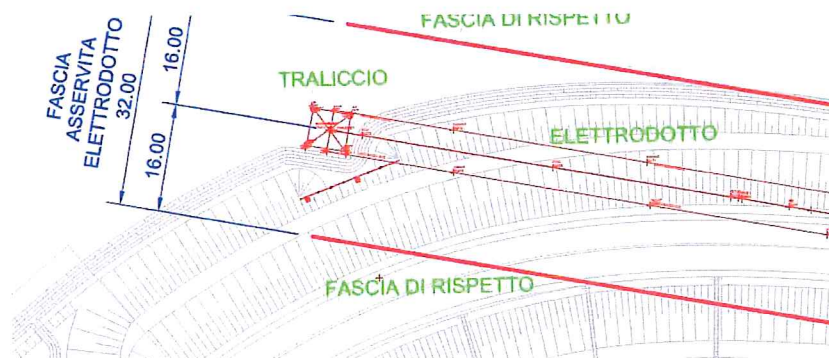 FASCIA DI RISPETTO
FASCIA
ASSERVITA
ELETTRODOTTO
32.00
16.00
16.00
TRALICCIO
ELETTRODOTTO
FASCIA DI RISPETTO